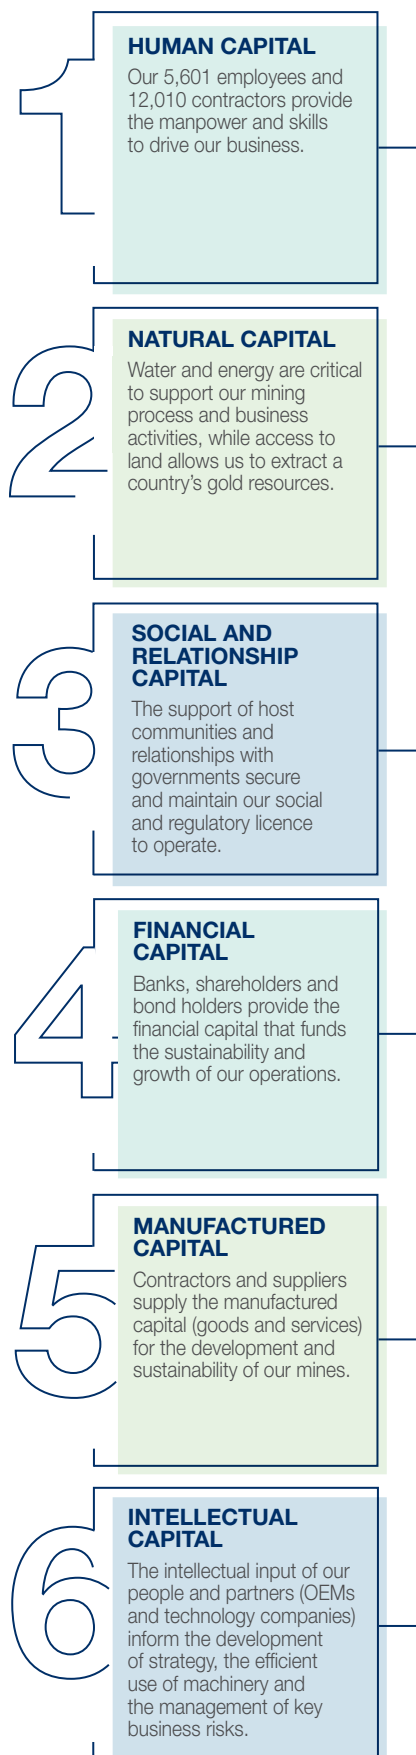 1
HUMAN CAPITAL
Our 5,601 employees and
12,010 contractors provide
the manpower and skills
to drive our business.
2
NATURAL CAPITAL
Water and energy are critical
to support our mining
process and business
activities, while access to
land allows us to extract a
country's gold resources.
3
SOCIAL AND
RELATIONSHIP
CAPITAL
The support of host
communities and
relationships with
governments secure
and maintain our social
and regulatory licence
to operate.
4
FINANCIAL
CAPITAL
Banks, shareholders and
bond holders provide the
financial capital that funds
the sustainability and
growth of our operations.
5
MANUFACTURED
CAPITAL
Contractors and suppliers
supply the manufactured
capital (goods and services)
for the development and
sustainability of our mines.
6
INTELLECTUAL
CAPITAL
The intellectual input of our
people and partners (OEMs
and technology companies)
inform the development
of strategy, the efficient
use of machinery and
the management of key
business risks.